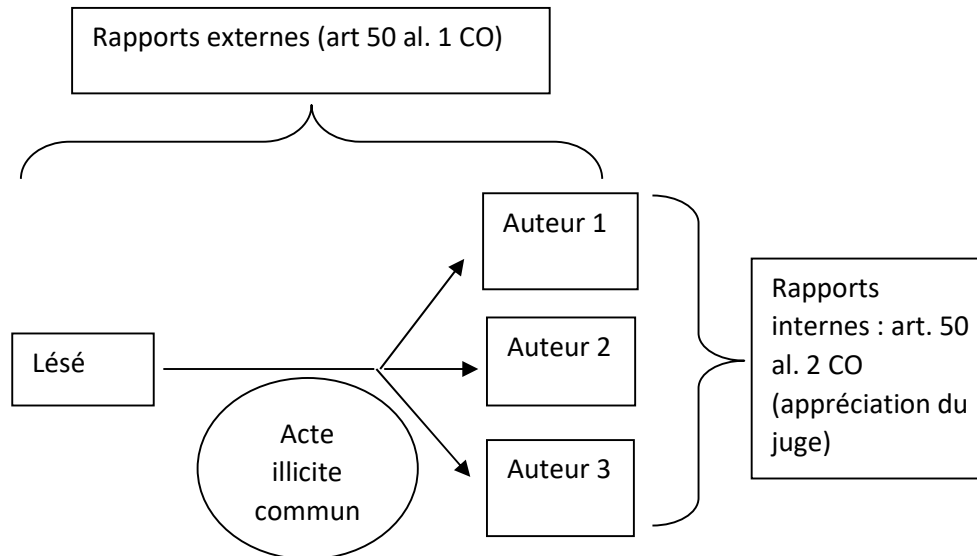 Rapports externes (art 50 al. 1 CO)
Auteur 1
Lésé
Auteur 2
Acte
illicite
commun
Auteur 3
Rapports
internes : art. 50
al. 2 CO
(appréciation du
juge)